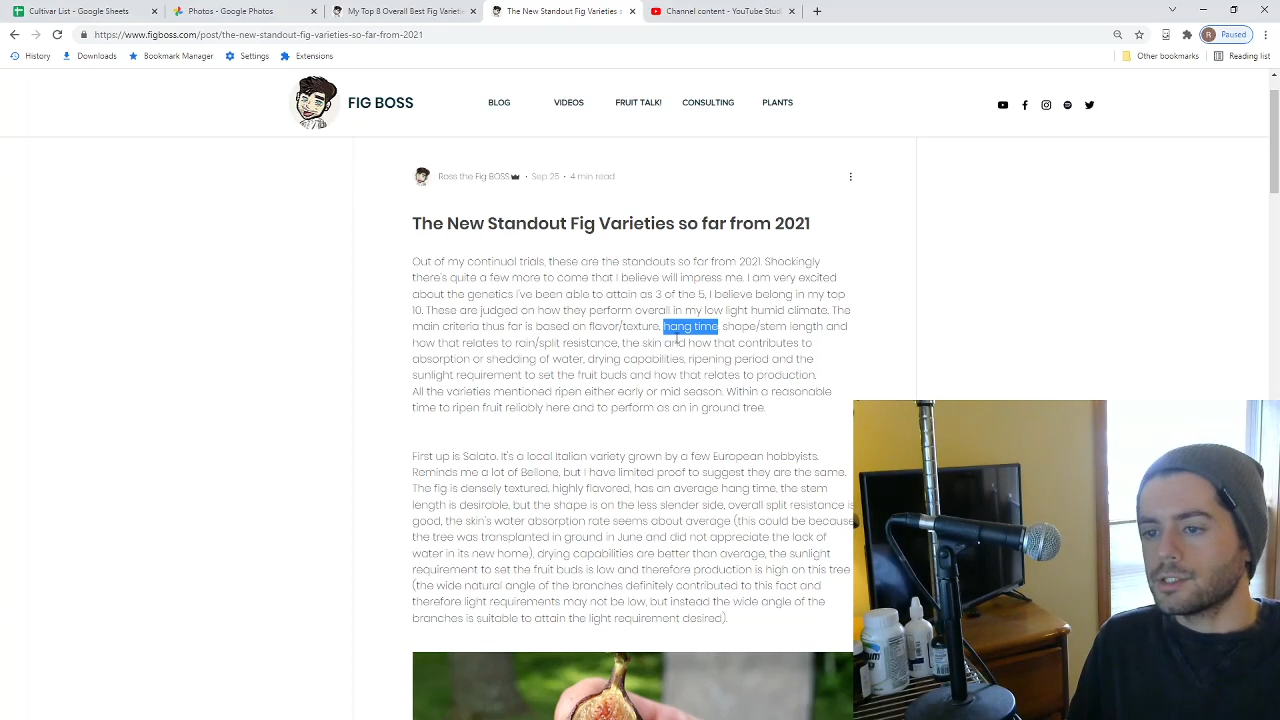 Cultivar List - Google Sheets
Photos - Google Photos
My Top 8 Overall Best Fig Varieti
The New Standout Fig Varieties s
Channel content - YouTube Stud
https://www.figboss.com/post/the-new-standout-fig-varieties-so-far-from-2021
R Paused
History
Downloads
Bookmark Manager
Settings
Extensions
Other bookmarks
Reading list
FIG BOSS
BLOG
VIDEOS
FRUIT TALK!
CONSULTING
PLANTS
Ross the Fig BOSS · Sep 25 · 4 min read
The New Standout Fig Varieties so far from 2021
Out of my continual trials, these are the standouts so far from 2021. Shockingly
there's quite a few more to come that I believe will impress me. I am very excited
about the genetics I've been able to attain as 3 of the 5, I believe belong in my top
10. These are judged on how they perform overall in my low light humid climate. The
main criteria thus far is based on flavor/texture, hang time, shape/stem length and
how that relates to rain/split resistance, the skin and how that contributes to
absorption or shedding of water, drying capabilities, ripening period and the
sunlight requirement to set the fruit buds and how that relates to production.
All the varieties mentioned ripen either early or mid season. Within a reasonable
time to ripen fruit reliably here and to perform as an in ground tree.
First up is Salato. It's a local Italian variety grown by a few European hobbyists.
Reminds me a lot of Bellone, but I have limited proof to suggest they are the same.
The fig is densely textured, highly flavored, has an average hang time, the stem
length is desirable, but the shape is on the less slender side, overall split resistance is
good, the skin's water absorption rate seems about average (this could be because
the tree was transplanted in ground in June and did not appreciate the lack of
water in its new home), drying capabilities are better than average, the sunlight
requirement to set the fruit buds is low and therefore production is high on this tree
(the wide natural angle of the branches definitely contributed to this fact and
therefore light requirements may not be low, but instead the wide angle of the
branches is suitable to attain the light requirement desired).